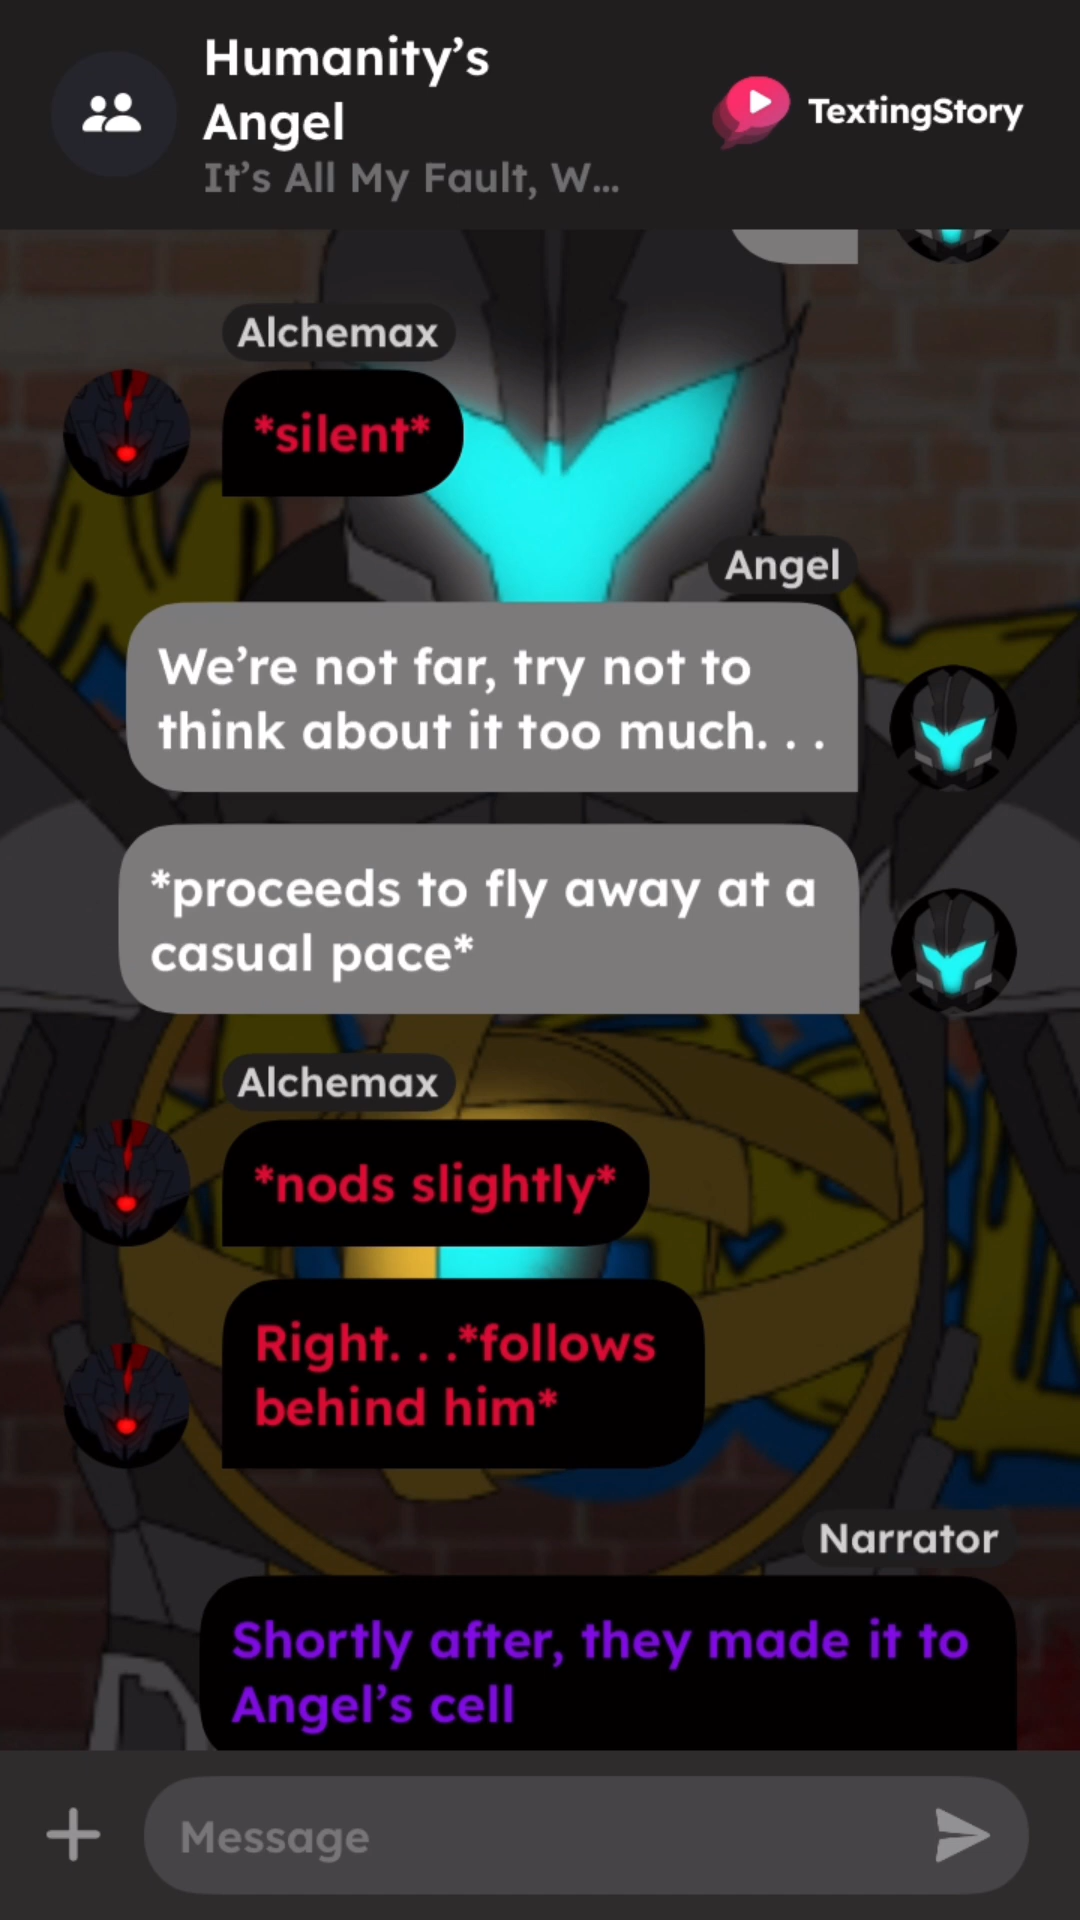 Humanity's
Angel
It's All My Fault, W...
TextingStory
Alchemax
*silent*
Angel
We're not far, try not to
think about it too much. . .
*proceeds to fly away at a
casual pace*
Alchemax
*nods slightly*
Right. . .*follows
behind him*
Narrator
Shortly after, they made it to
Angel's cell
Message